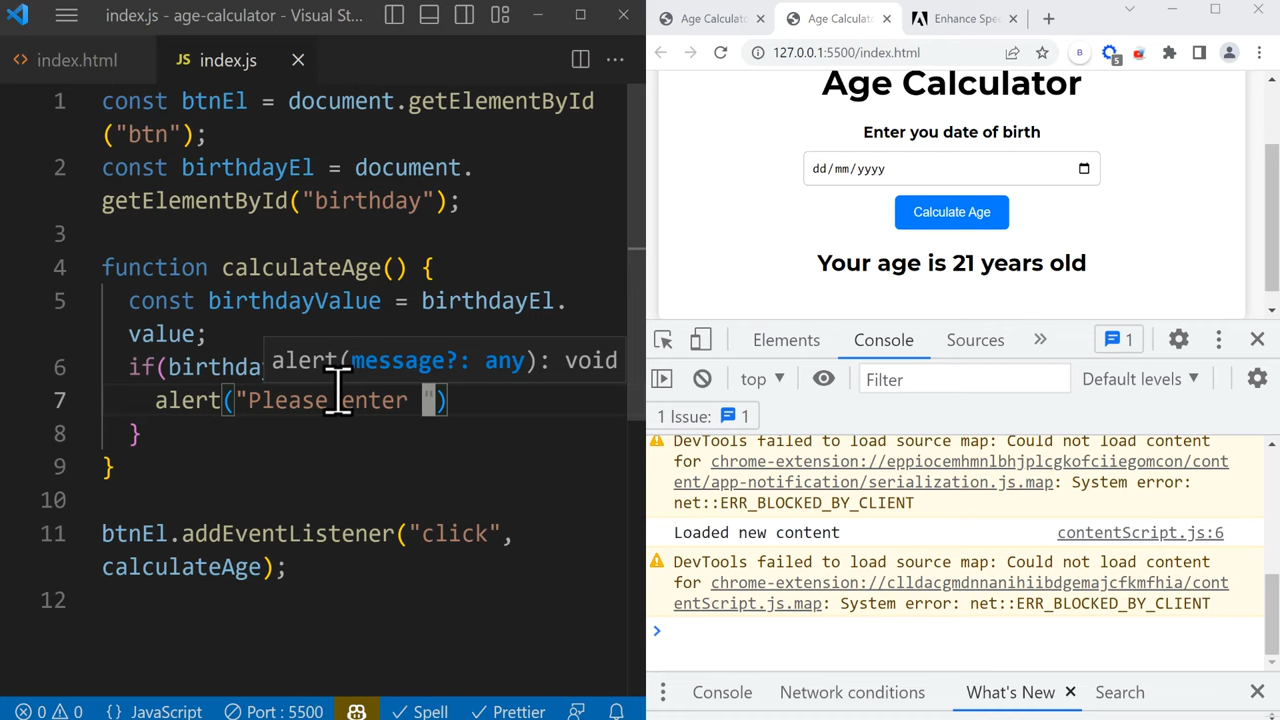 index.js - age-calculator - Visual St...
index.html
JS index.js
1 const btnEl = document.getElementById
("btn");
2 const birthdayEl = document.
getElementById("birthday");
3
4 function calculateAge() {
5 const birthdayValue = birthdayEl.
value;
alert(message?: any): void
6 if(birthday
7 alert("Please enter ")
8 }
9 }
10
11 btnEl.addEventListener("click",
calculateAge);
12
0 0 {} JavaScript Port : 5500 Spell Prettier
Age Calculato
Age Calculato
Enhance Spe
127.0.0.1:5500/index.html
B
5
Age Calculator
Enter you date of birth
dd/mm/yyyy
Calculate Age
Your age is 21 years old
Elements Console Sources 1
top Filter Default levels
1 Issue: 1
DevTools failed to load source map: Could not load content
for chrome-extension://eppiocemhmnlbhjplcgkofciiegomcon/cont
ent/app-notification/serialization.js.map: System error:
net::ERR_BLOCKED_BY_CLIENT
Loaded new content contentScript.js:6
DevTools failed to load source map: Could not load content
for chrome-extension://clldacgmdnnanihiibdgemajcfkmfhia/cont
entScript.js.map: System error: net::ERR_BLOCKED_BY_CLIENT
Console Network conditions What's New Search